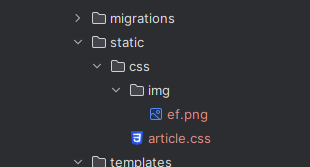 migrations
static
css
img
ef.png
article.css
templates